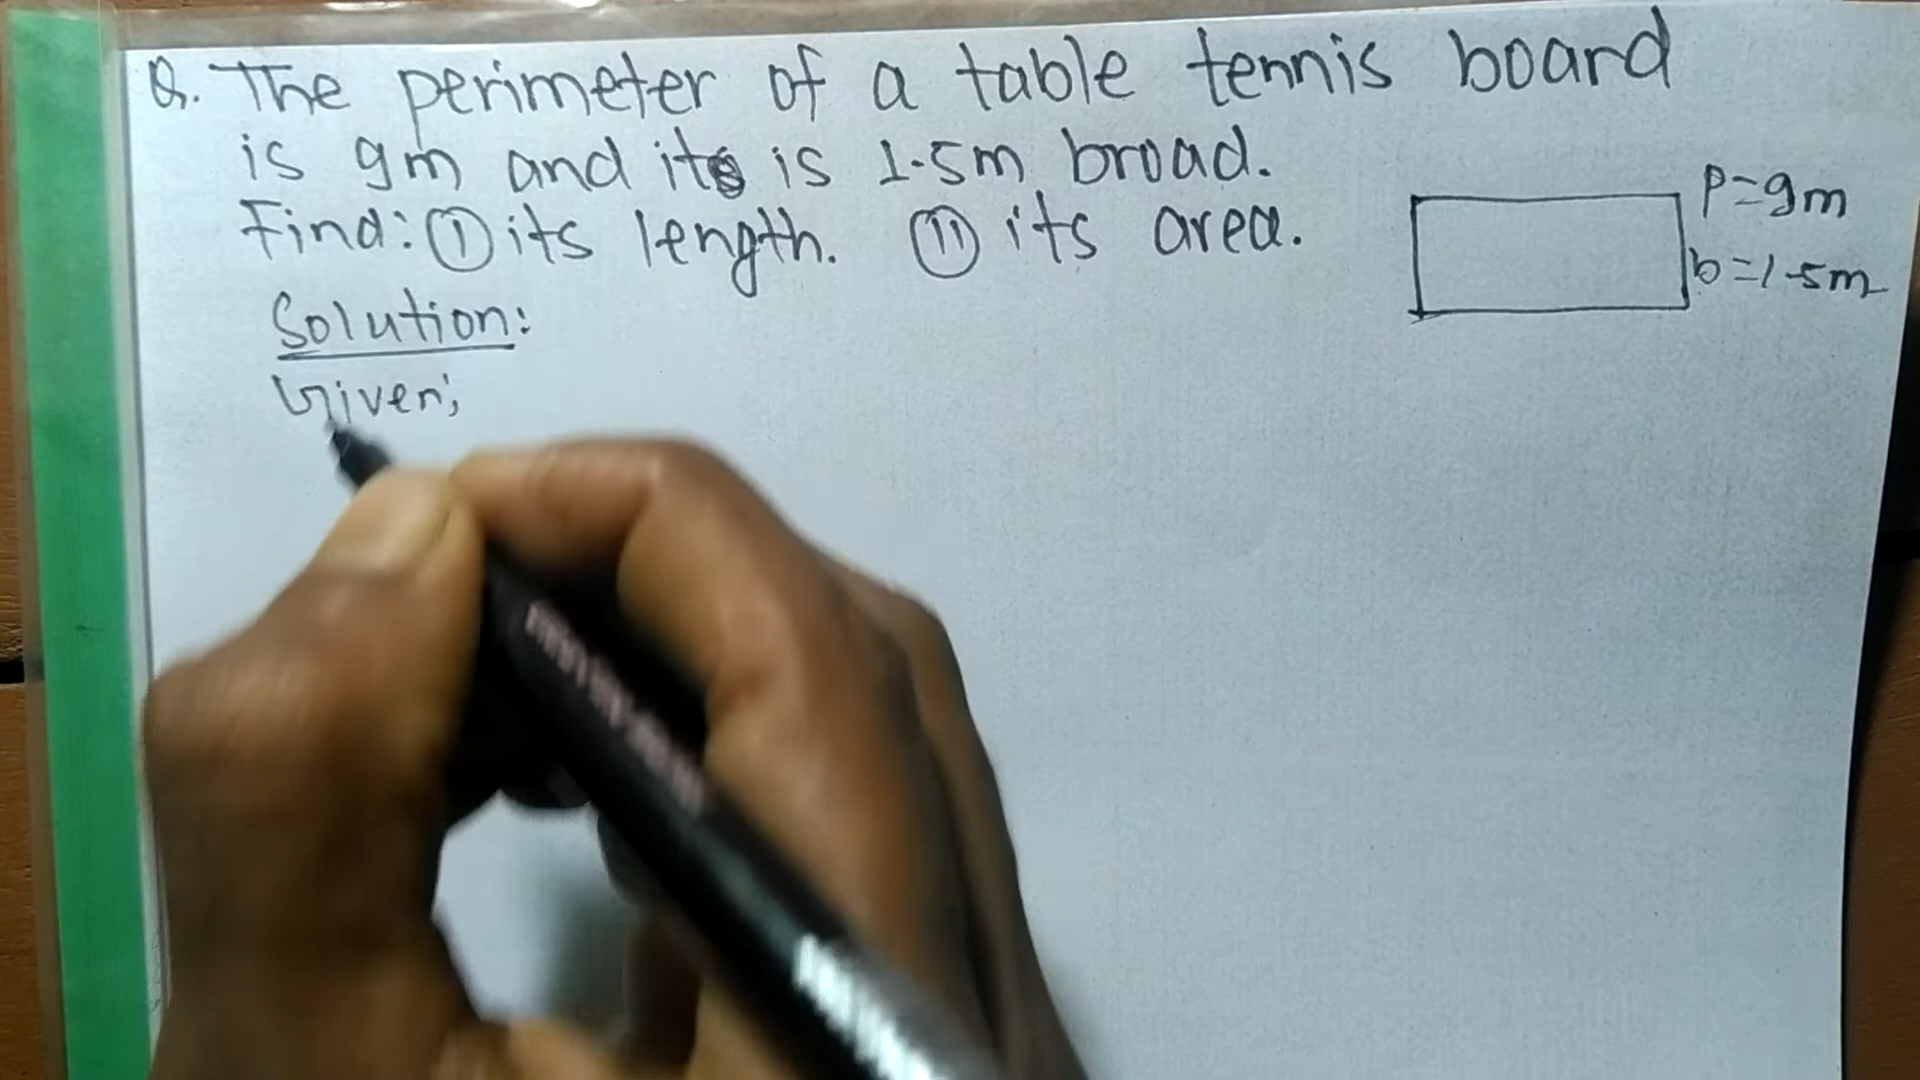 Q. The perimeter of a table tennis board
is 9m and its is 1.5m broad.
Find: (i) its length. (ii) its area.
P=9m
b=1.5m
Solution:
Given;